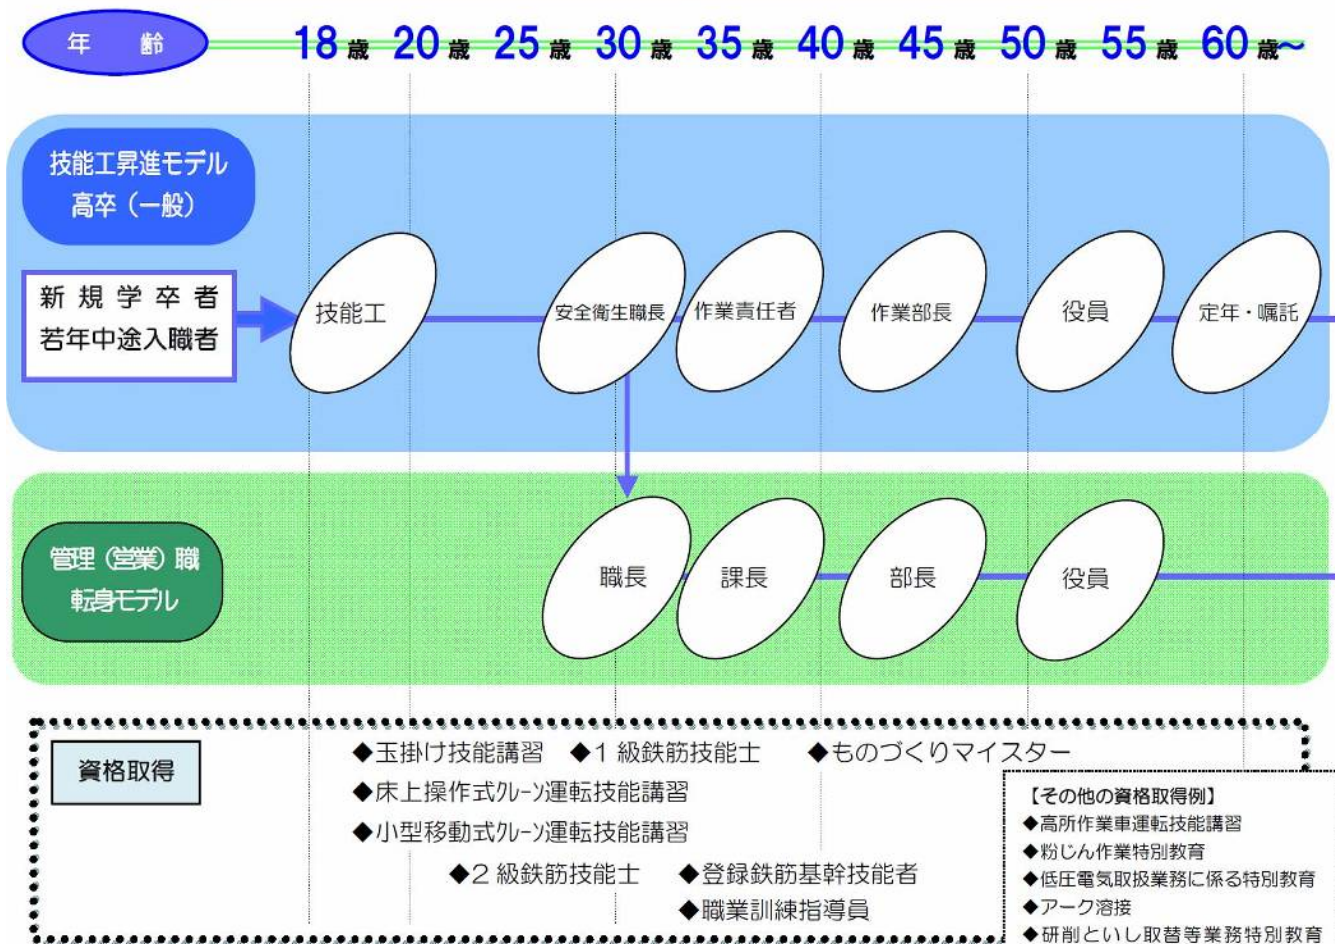 年 齢
18歳 20歳 25歳 30歳 35歳 40歳 45歳 50歳 55歳 60歳～
技能工昇進モデル
高卒（一般）
新規学卒者
若年中途入職者
技能工
安全衛生職長
作業責任者
作業部長
役員
定年・嘱託
管理（営業）職
転身モデル
職長
課長
部長
役員
資格取得
◆玉掛け技能講習 ◆１級鉄筋技能士 ◆ものづくりマイスター
◆床上操作式ｸﾚｰﾝ運転技能講習
◆小型移動式ｸﾚｰﾝ運転技能講習
◆２級鉄筋技能士 ◆登録鉄筋基幹技能者
◆職業訓練指導員
【その他の資格取得例】
◆高所作業車運転技能講習
◆粉じん作業特別教育
◆低圧電気取扱業務に係る特別教育
◆アーク溶接
◆研削といし取替等業務特別教育